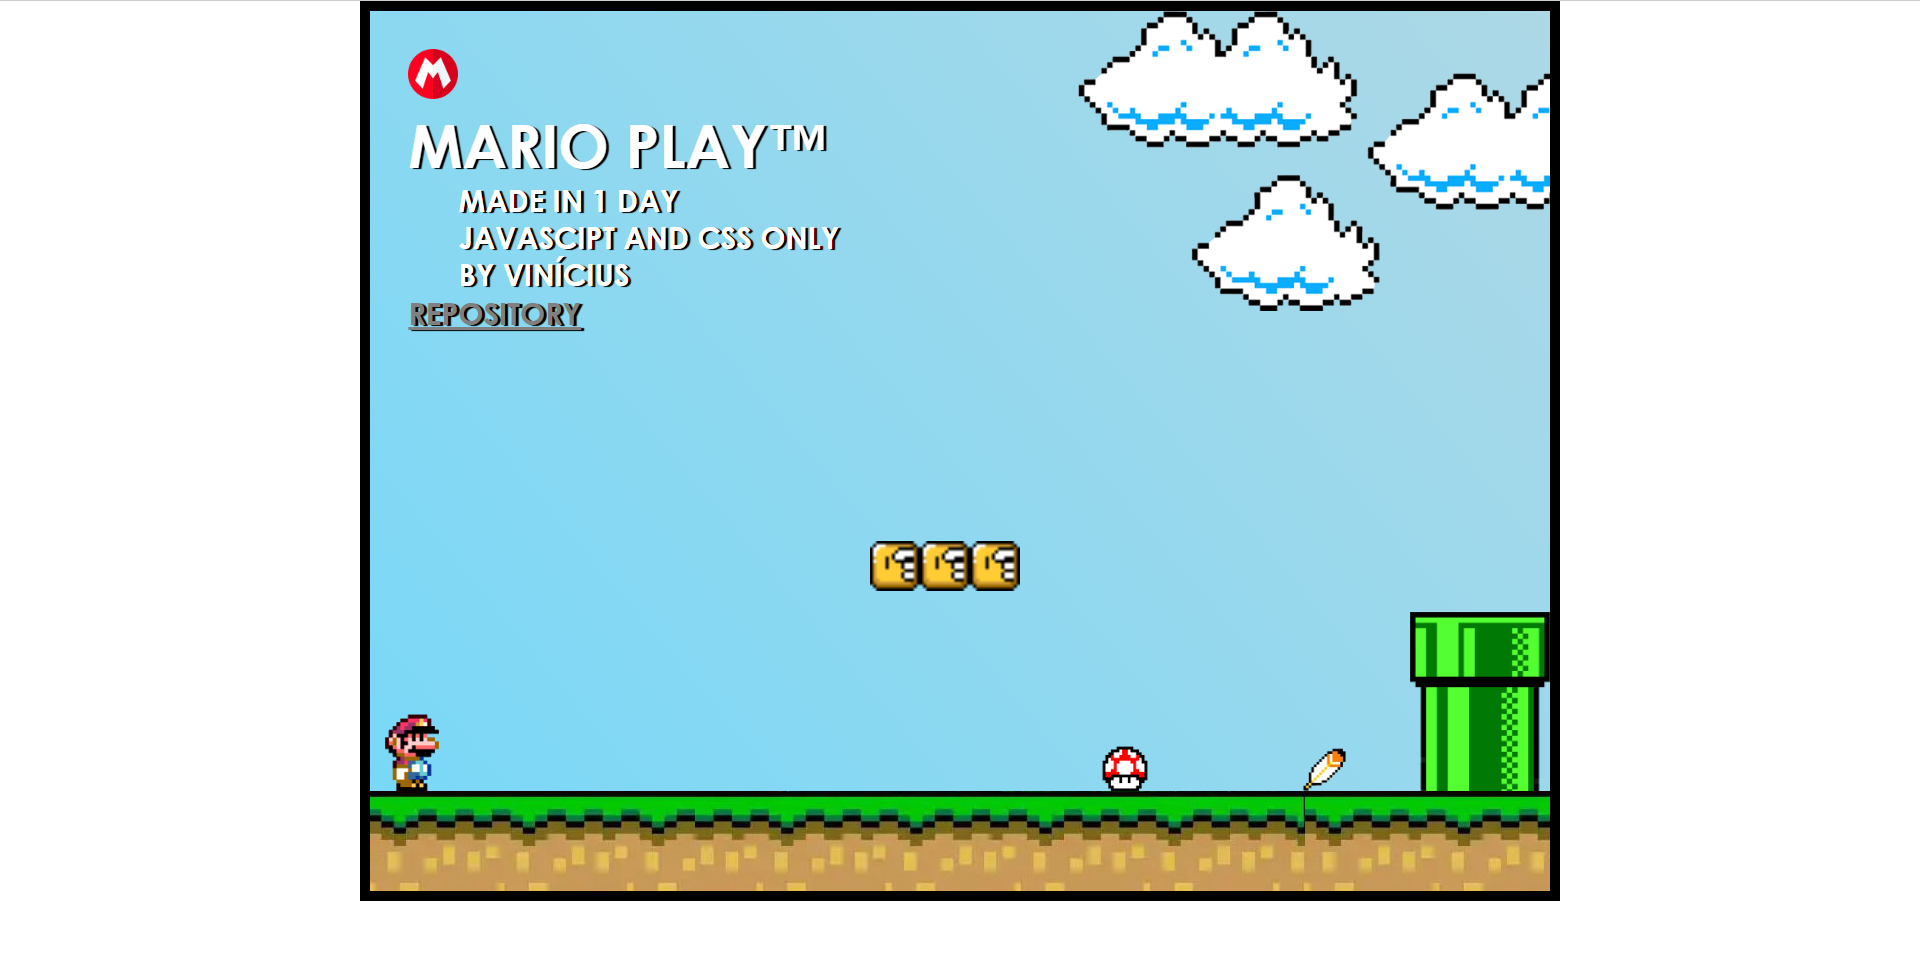 M
MARIO PLAY™
MADE IN 1 DAY
JAVASCIPT AND CSS ONLY
BY VINÍCIUS
REPOSITORY